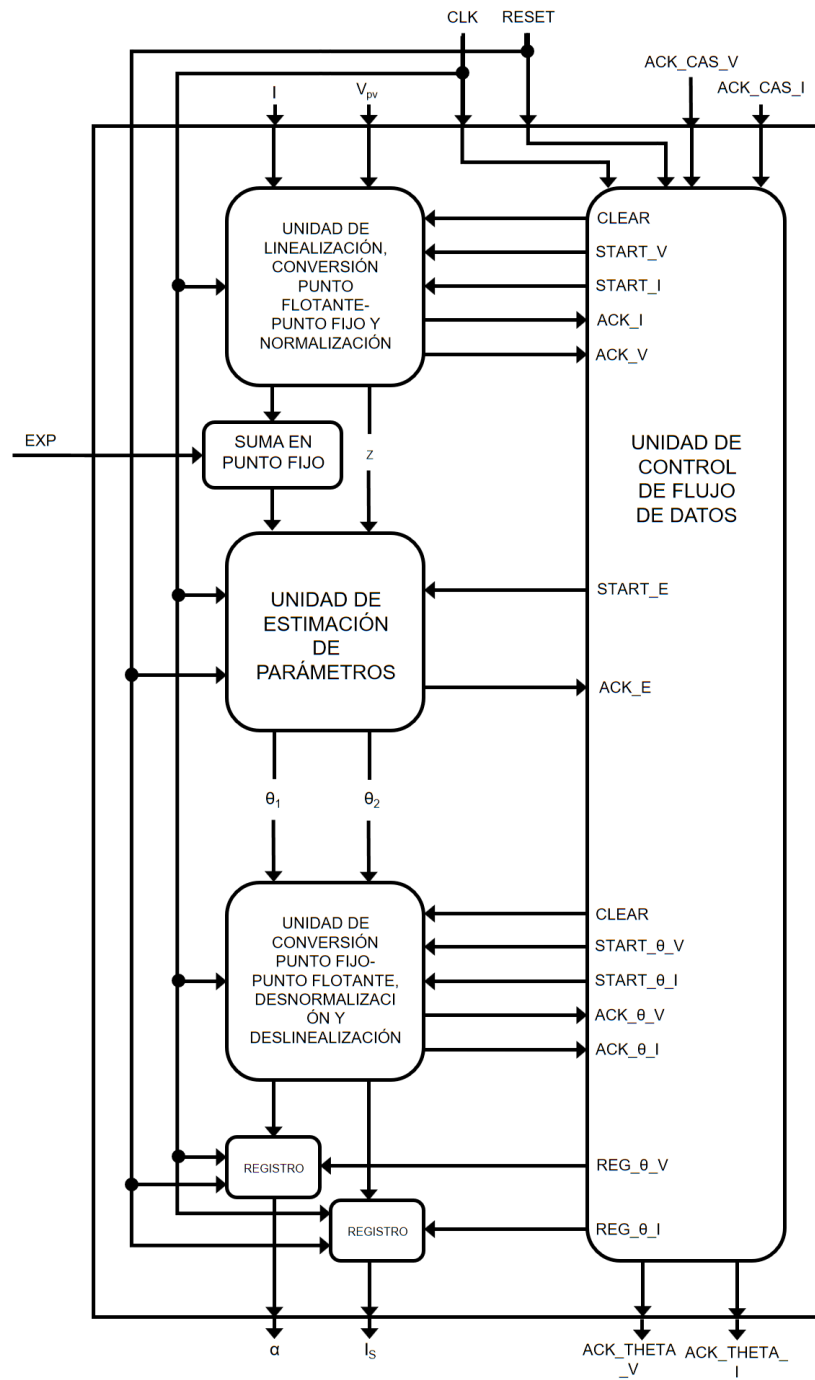 CLK
RESET
ACK_CAS_V
ACK_CAS_I
I
Vpv
UNIDAD DE
LINEALIZACIÓN,
CONVERSIÓN
PUNTO
FLOTANTE-
PUNTO FIJO Y
NORMALIZACIÓN
CLEAR
START_V
START_I
ACK_I
ACK_V
EXP
SUMA EN
PUNTO FIJO
z
UNIDAD DE
CONTROL
DE FLUJO
DE DATOS
UNIDAD DE
ESTIMACIÓN
DE
PARÁMETROS
START_E
ACK_E
θ1
θ2
UNIDAD DE
CONVERSIÓN
PUNTO FIJO-
PUNTO FLOTANTE,
DESNORMALIZACI
ÓN Y
DESLINEALIZACIÓN
CLEAR
START_θ_V
START_θ_I
ACK_θ_V
ACK_θ_I
REGISTRO
REG_θ_V
REGISTRO
REG_θ_I
α
IS
ACK_THETA
_V
ACK_THETA_
I